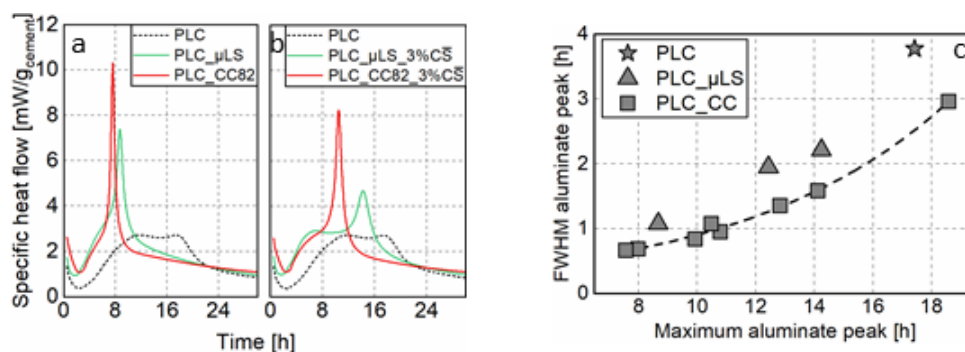 a
PLC
PLC_μLS
PLC_CC82
b
PLC
PLC_μLS_3%CS̅
PLC_CC82_3%CS̅
Specific heat flow [mW/gcement]
12
10
8
6
4
2
0
0 8 16 24
0 8 16 24
Time [h]
c
PLC
PLC_μLS
PLC_CC
FWHM aluminate peak [h]
4
3
2
1
0
8 10 12 14 16 18
Maximum aluminate peak [h]